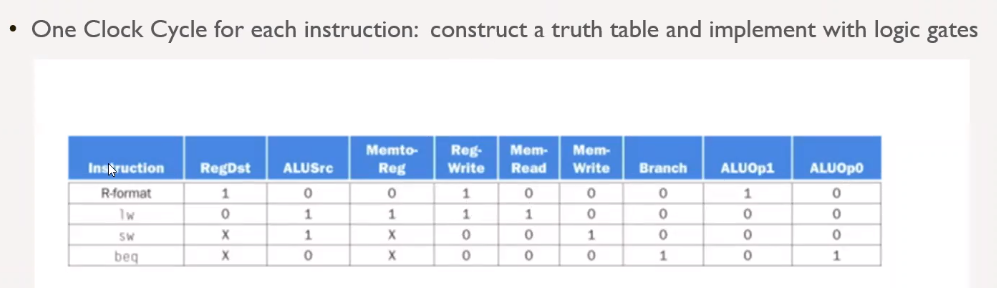 • One Clock Cycle for each instruction: construct a truth table and implement with logic gates
Instruction RegDst ALUSrc Memto-Reg Reg-Write Mem-Read Mem-Write Branch ALUOp1 ALUOp0
R-format 1 0 0 1 0 0 0 1 0
lw 0 1 1 1 1 0 0 0 0
sw X 1 X 0 0 1 0 0 0
beq X 0 X 0 0 0 1 0 1